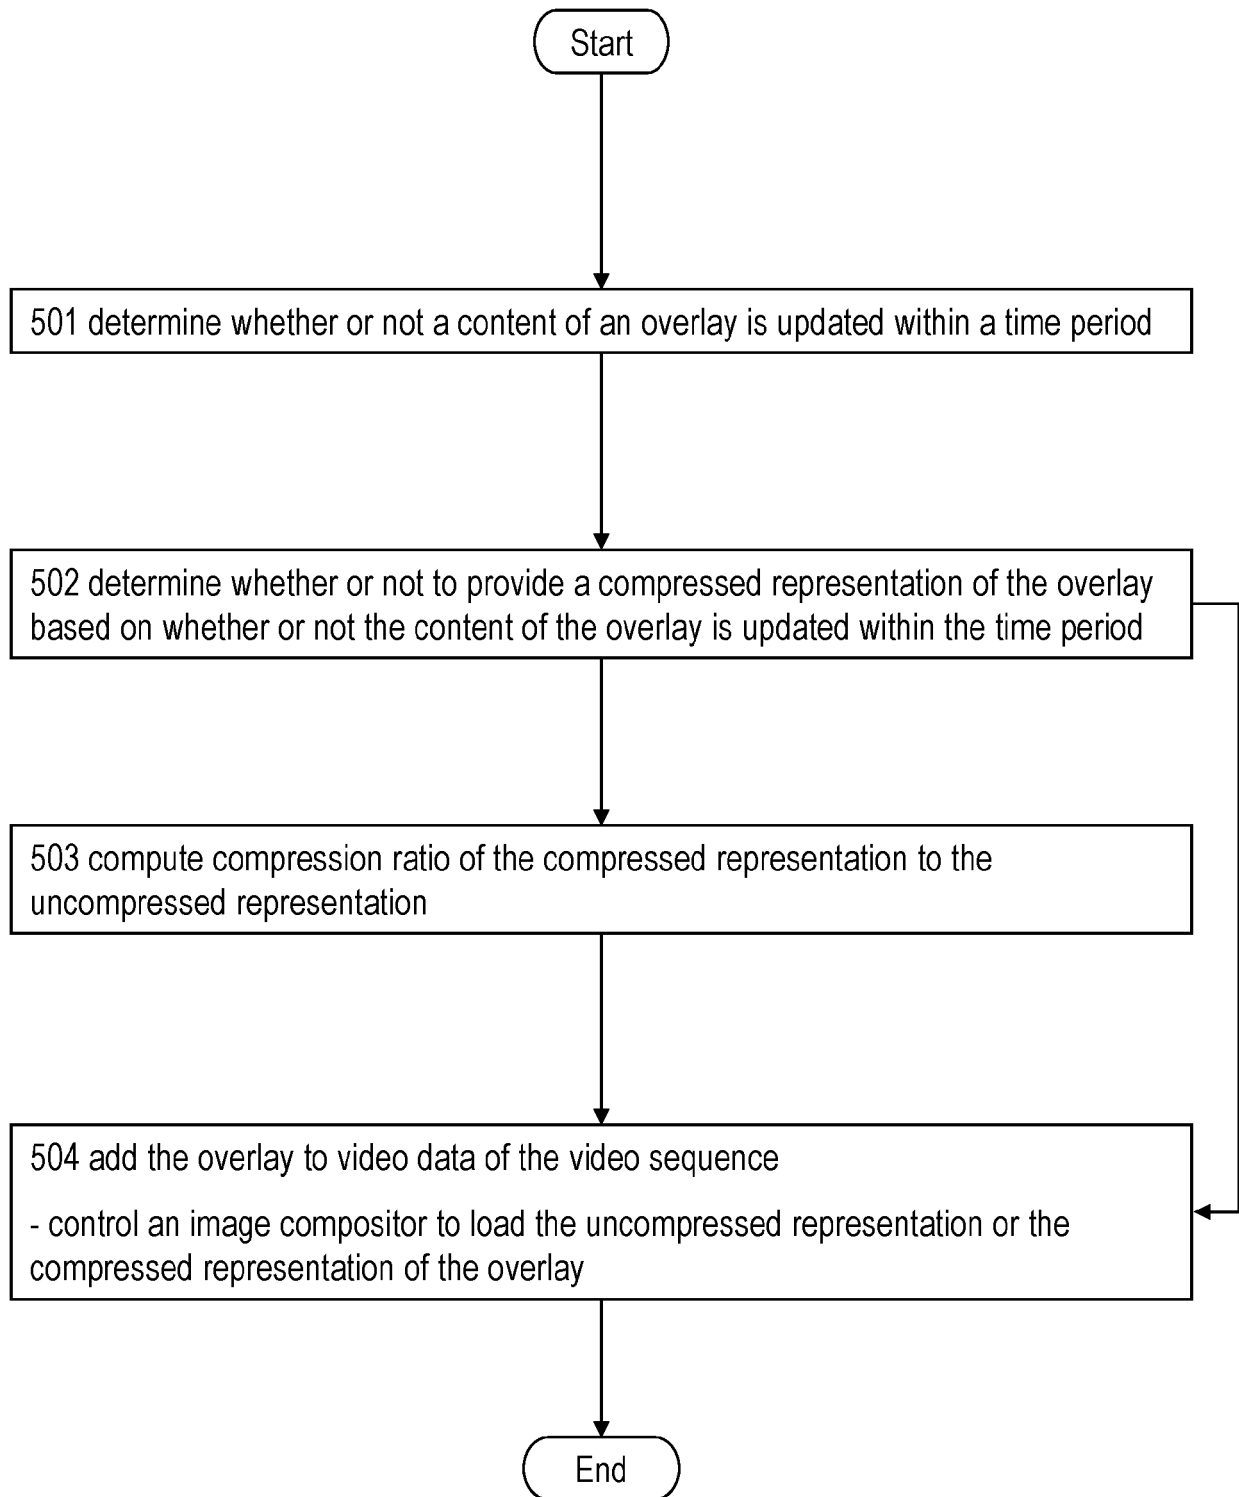 Start
501 determine whether or not a content of an overlay is updated within a time period
502 determine whether or not to provide a compressed representation of the overlay
based on whether or not the content of the overlay is updated within the time period
503 compute compression ratio of the compressed representation to the
uncompressed representation
504 add the overlay to video data of the video sequence
- control an image compositor to load the uncompressed representation or the
compressed representation of the overlay
End